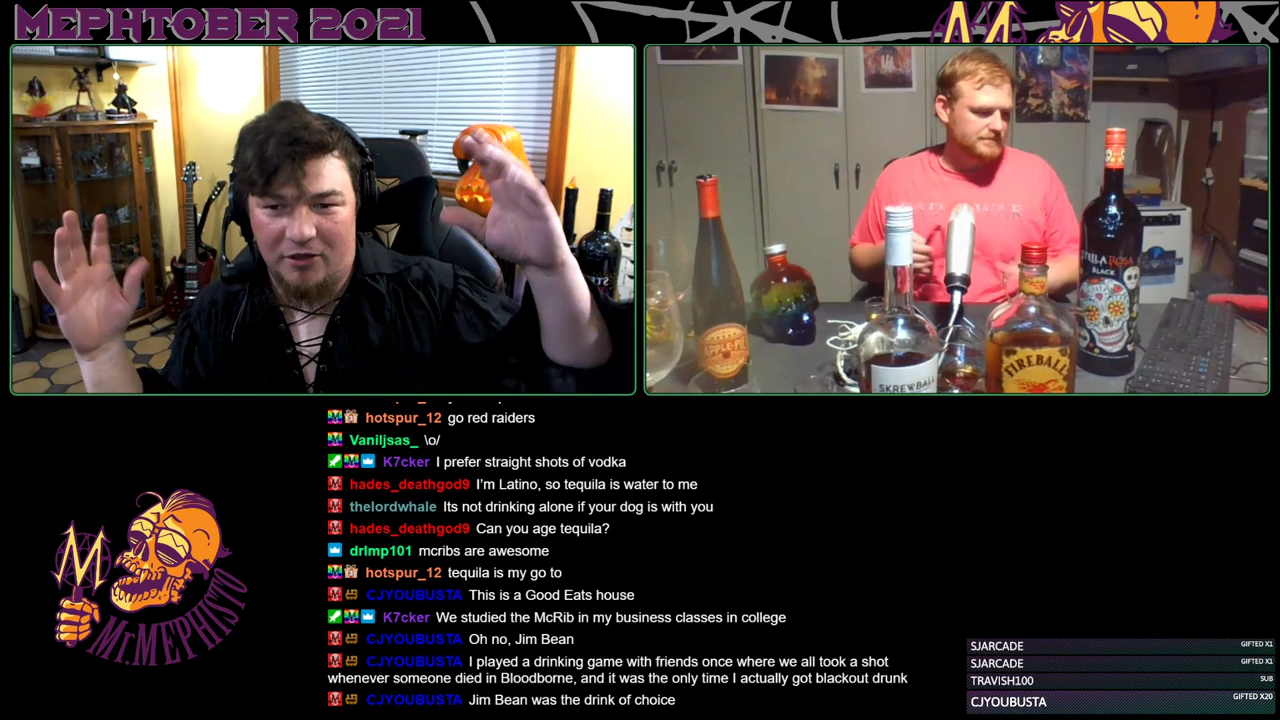 MEPHTOBER 2021
M
APPLE-PIE
SKREWBALL
FIREBALL
STELLA ROSA
BLACK
hotspur_12 go red raiders
Vaniljsas_ \o/
K7cker I prefer straight shots of vodka
hades_deathgod9 I'm Latino, so tequila is water to me
thelordwhale Its not drinking alone if your dog is with you
hades_deathgod9 Can you age tequila?
drImp101 mcribs are awesome
hotspur_12 tequila is my go to
CJYOUBUSTA This is a Good Eats house
K7cker We studied the McRib in my business classes in college
CJYOUBUSTA Oh no, Jim Bean
CJYOUBUSTA I played a drinking game with friends once where we all took a shot
whenever someone died in Bloodborne, and it was the only time I actually got blackout drunk
CJYOUBUSTA Jim Bean was the drink of choice
M
Mr.MEPHISTO
SJARCADE GIFTED X1
SJARCADE GIFTED X1
TRAVISH100 SUB
CJYOUBUSTA GIFTED X20